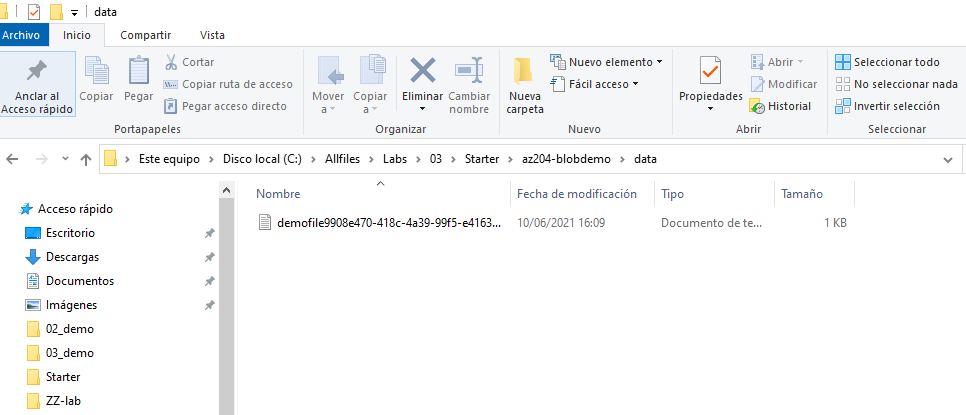 data
Archivo Inicio Compartir Vista
Anclar al Acceso rápido
Copiar
Pegar
Cortar
Copiar ruta de acceso
Pegar acceso directo
Portapapeles
Mover a
Copiar a
Eliminar
Cambiar nombre
Organizar
Nueva carpeta
Nuevo elemento
Fácil acceso
Nuevo
Propiedades
Abrir
Modificar
Historial
Abrir
Seleccionar todo
No seleccionar nada
Invertir selección
Seleccionar
Este equipo Disco local (C:) Allfiles Labs 03 Starter az204-blobdemo data
Nombre Fecha de modificación Tipo Tamaño
demofile9908e470-418c-4a39-99f5-e4163... 10/06/2021 16:09 Documento de te... 1 KB
Acceso rápido
Escritorio
Descargas
Documentos
Imágenes
02_demo
03_demo
Starter
ZZ-lab